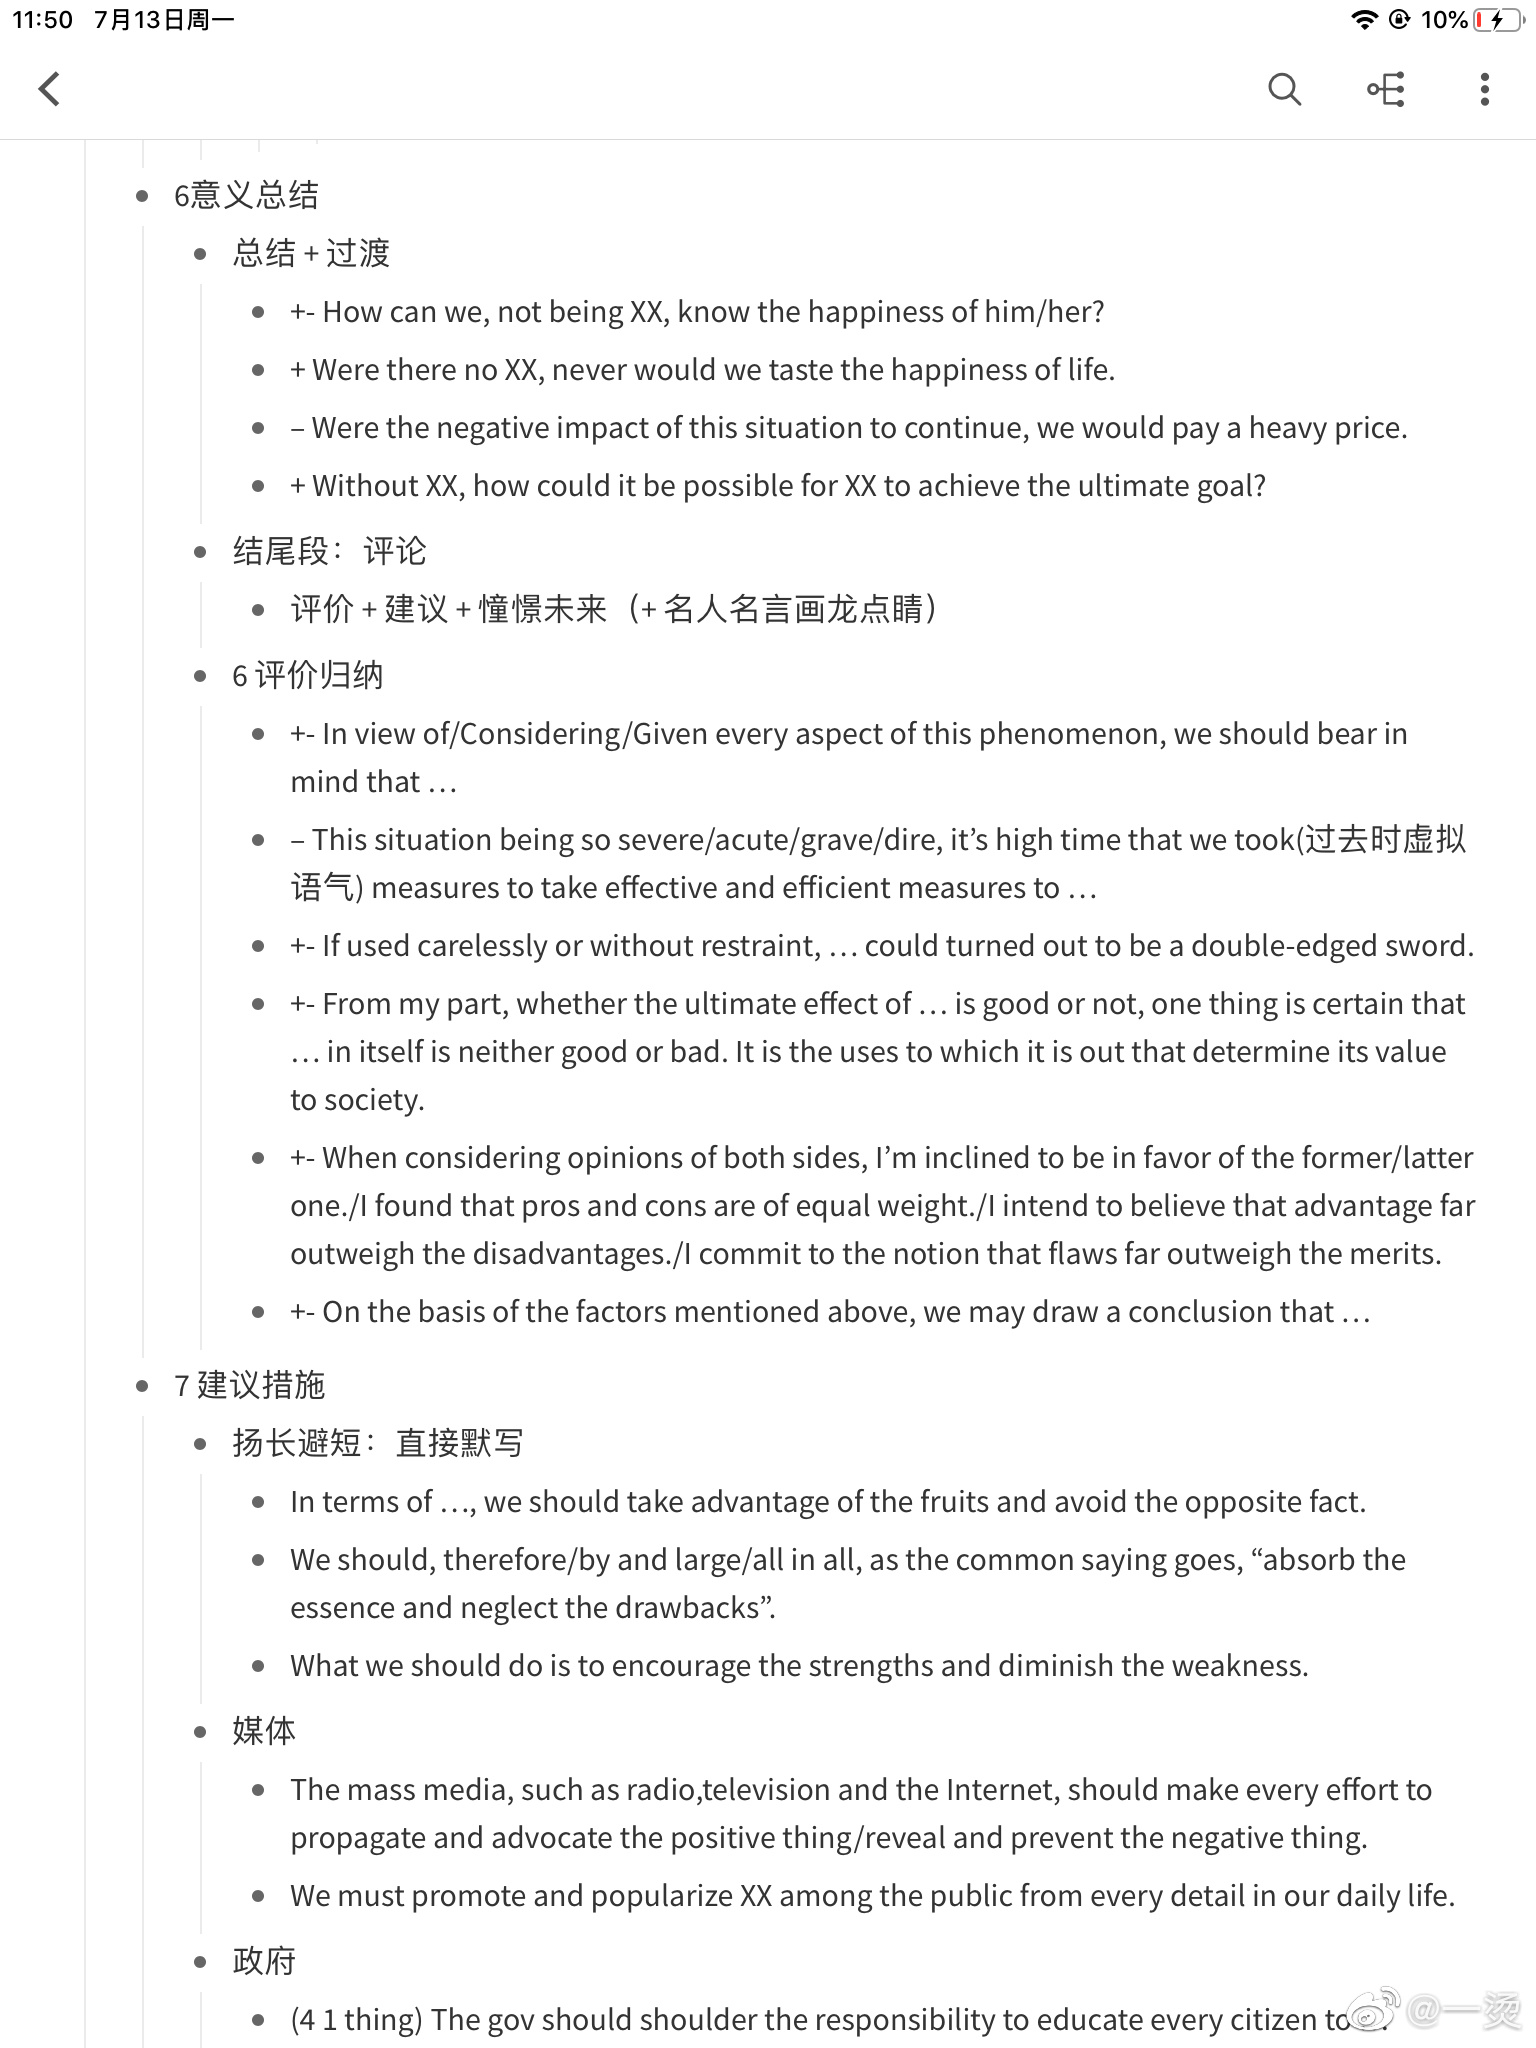 11:50 7月13日周一
10%
6意义总结
总结 + 过渡
+- How can we, not being XX, know the happiness of him/her?
+ Were there no XX, never would we taste the happiness of life.
– Were the negative impact of this situation to continue, we would pay a heavy price.
+ Without XX, how could it be possible for XX to achieve the ultimate goal?
结尾段：评论
评价 + 建议 + 憧憬未来（+ 名人名言画龙点睛）
6 评价归纳
+- In view of/Considering/Given every aspect of this phenomenon, we should bear in
mind that …
– This situation being so severe/acute/grave/dire, it’s high time that we took(过去时虚拟
语气) measures to take effective and efficient measures to …
+- If used carelessly or without restraint, … could turned out to be a double-edged sword.
+- From my part, whether the ultimate effect of … is good or not, one thing is certain that
… in itself is neither good or bad. It is the uses to which it is out that determine its value
to society.
+- When considering opinions of both sides, I’m inclined to be in favor of the former/latter
one./I found that pros and cons are of equal weight./I intend to believe that advantage far
outweigh the disadvantages./I commit to the notion that flaws far outweigh the merits.
+- On the basis of the factors mentioned above, we may draw a conclusion that …
7 建议措施
扬长避短：直接默写
In terms of …, we should take advantage of the fruits and avoid the opposite fact.
We should, therefore/by and large/all in all, as the common saying goes, “absorb the
essence and neglect the drawbacks”.
What we should do is to encourage the strengths and diminish the weakness.
媒体
The mass media, such as radio,television and the Internet, should make every effort to
propagate and advocate the positive thing/reveal and prevent the negative thing.
We must promote and popularize XX among the public from every detail in our daily life.
政府
(4 1 thing) The gov should shoulder the responsibility to educate every citizen to
@一烫